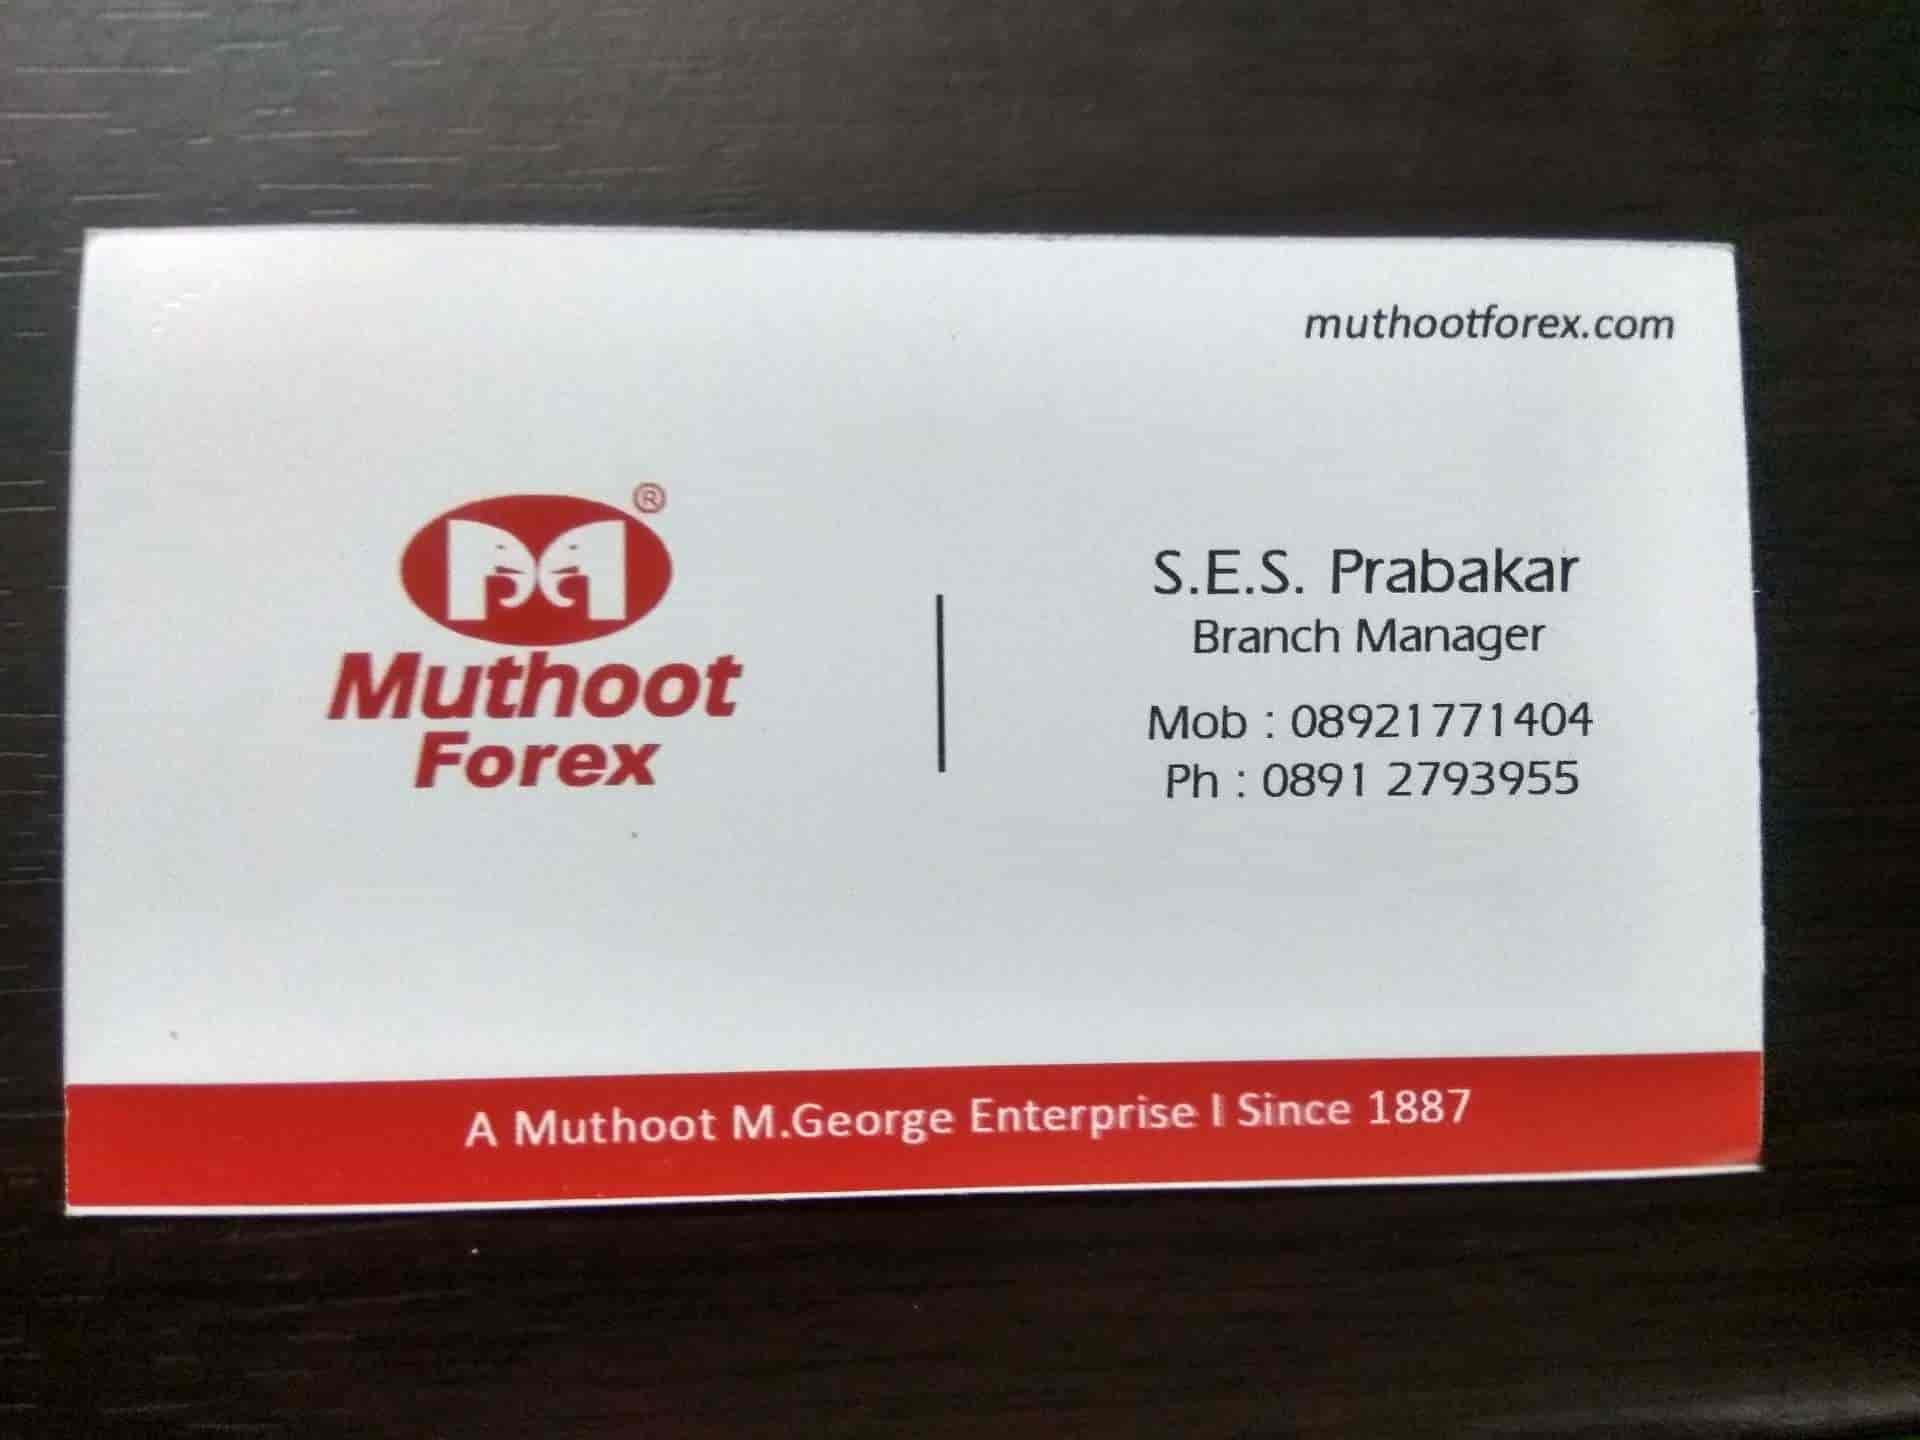 muthootforex.com
®
Muthoot
Forex
S.E.S. Prabakar
Branch Manager
Mob : 08921771404
Ph : 0891 2793955
A Muthoot M.George Enterprise I Since 1887